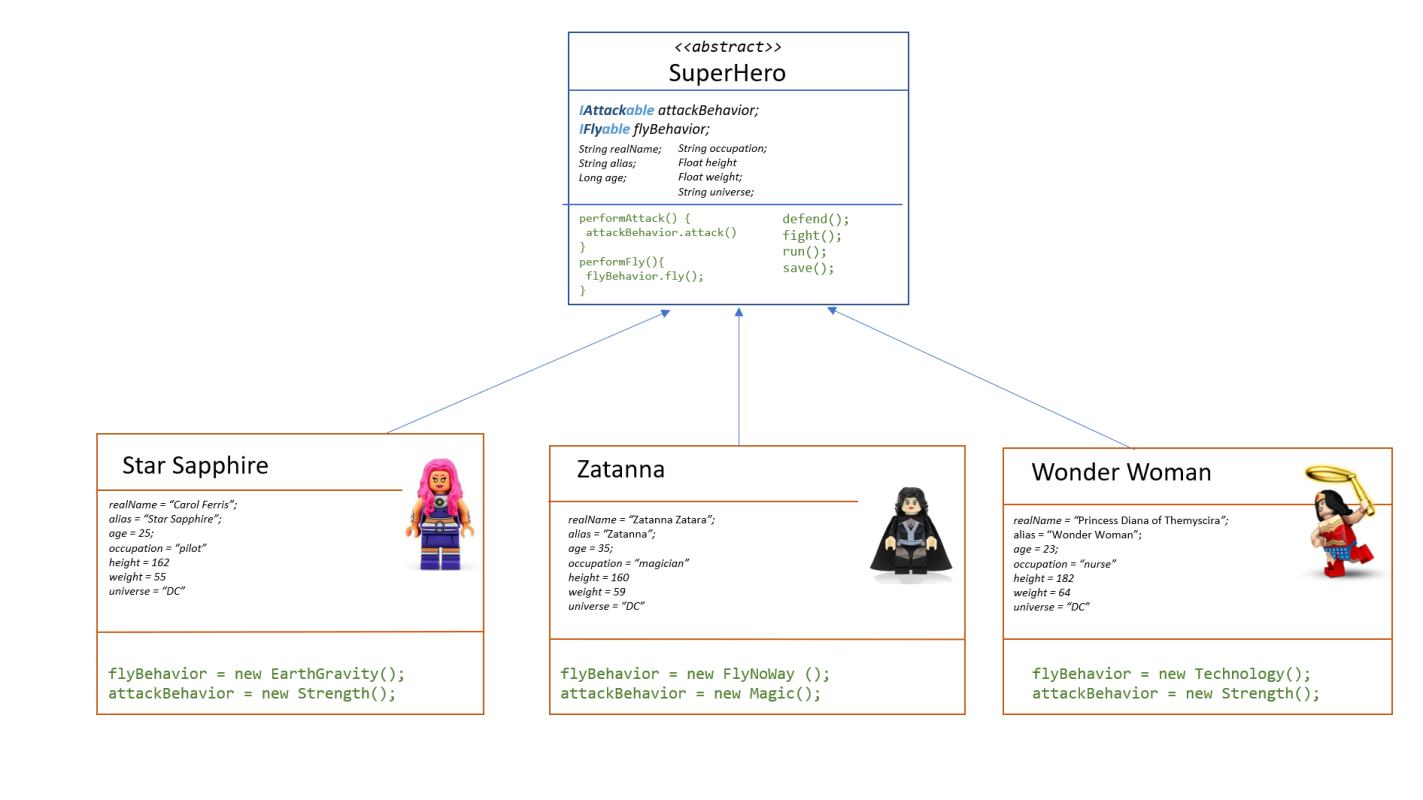 <<abstract>>
SuperHero
IAttackable attackBehavior;
IFlyable flyBehavior;
String realName;
String alias;
Long age;
String occupation;
Float height
Float weight;
String universe;
performAttack() {
attackBehavior.attack()
}
performFly(){
flyBehavior.fly();
}
defend();
fight();
run();
save();
Star Sapphire
realName = “Carol Ferris”;
alias = “Star Sapphire”;
age = 25;
occupation = “pilot”
height = 162
weight = 55
universe = “DC”
flyBehavior = new EarthGravity();
attackBehavior = new Strength();
Zatanna
realName = “Zatanna Zatara”;
alias = “Zatanna”;
age = 35;
occupation = “magician”
height = 160
weight = 59
universe = “DC”
flyBehavior = new FlyNoWay ();
attackBehavior = new Magic();
Wonder Woman
realName = “Princess Diana of Themyscira”;
alias = “Wonder Woman”;
age = 23;
occupation = “nurse”
height = 182
weight = 64
universe = “DC”
flyBehavior = new Technology();
attackBehavior = new Strength();